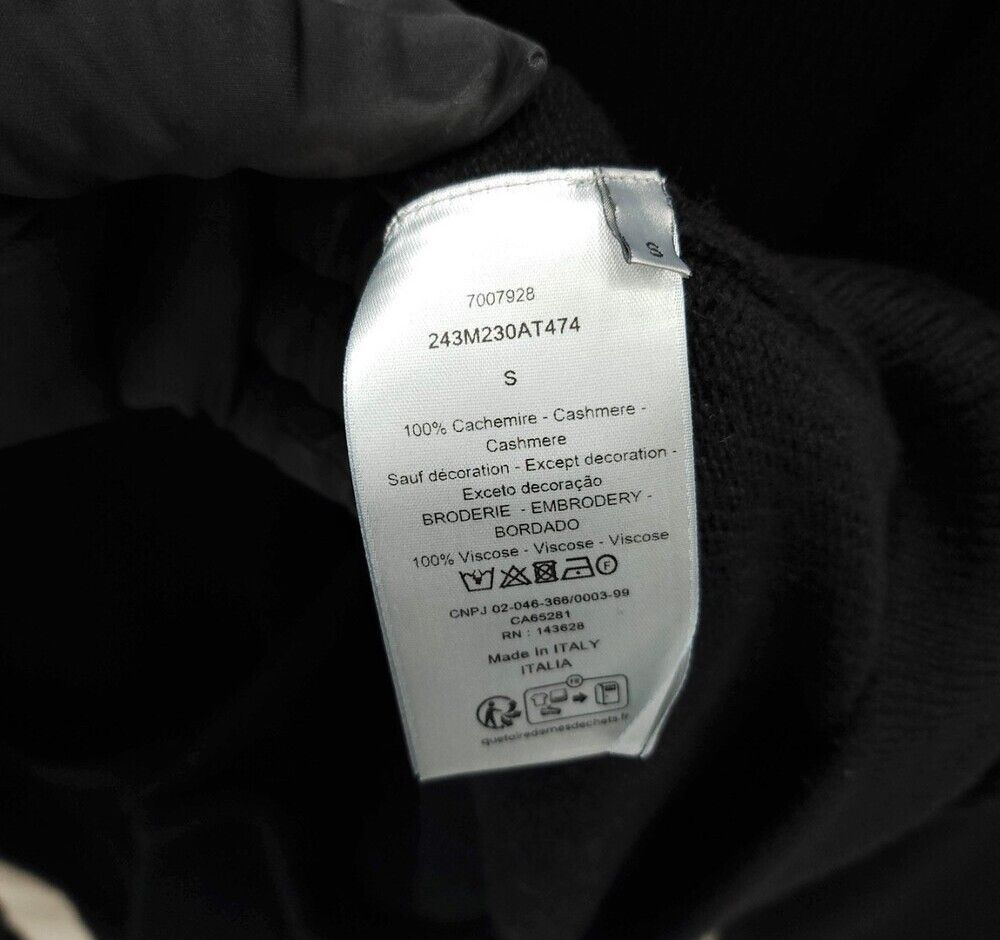 S
7007928
243M230AT474
S
100% Cachemire - Cashmere -
Cashmere
Sauf décoration - Except decoration -
Exceto decoração
BRODERIE - EMBRODERY -
BORDADO
100% Viscose - Viscose - Viscose
F
CNPJ 02-046-366/0003-99
CA65281
RN : 143628
Made In ITALY
ITALIA
FR
quefairedemesdechets.fr